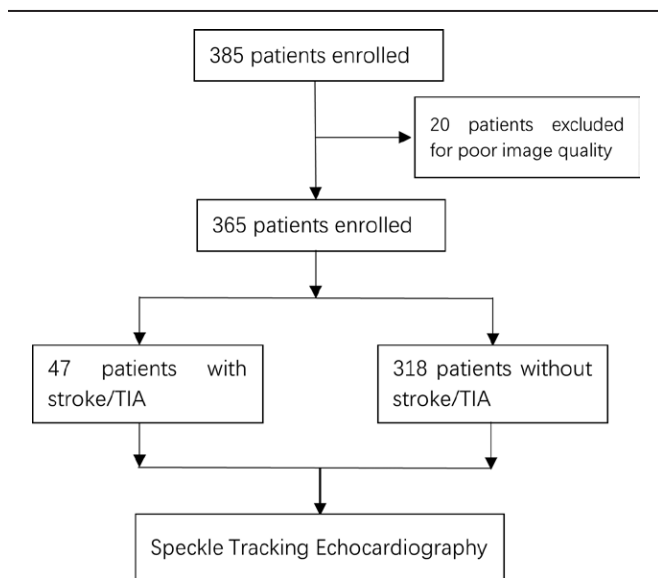 385 patients enrolled
20 patients excluded
for poor image quality
365 patients enrolled
47 patients with
stroke/TIA
318 patients without
stroke/TIA
Speckle Tracking Echocardiography